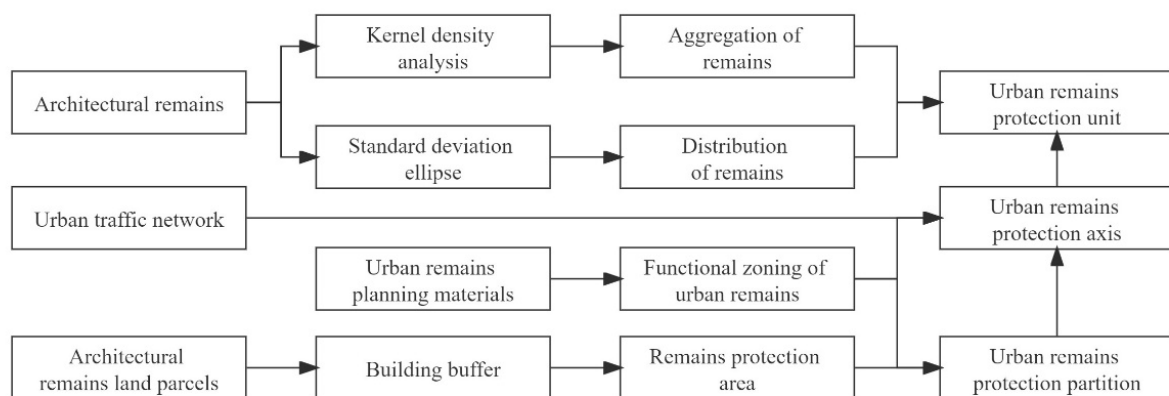 Kernel density
analysis
Aggregation of
remains
Architectural remains
Urban remains
protection unit
Standard deviation
ellipse
Distribution
of remains
Urban traffic network
Urban remains
protection axis
Urban remains
planning materials
Functional zoning of
urban remains
Architectural
remains land parcels
Building buffer
Remains protection
area
Urban remains
protection partition